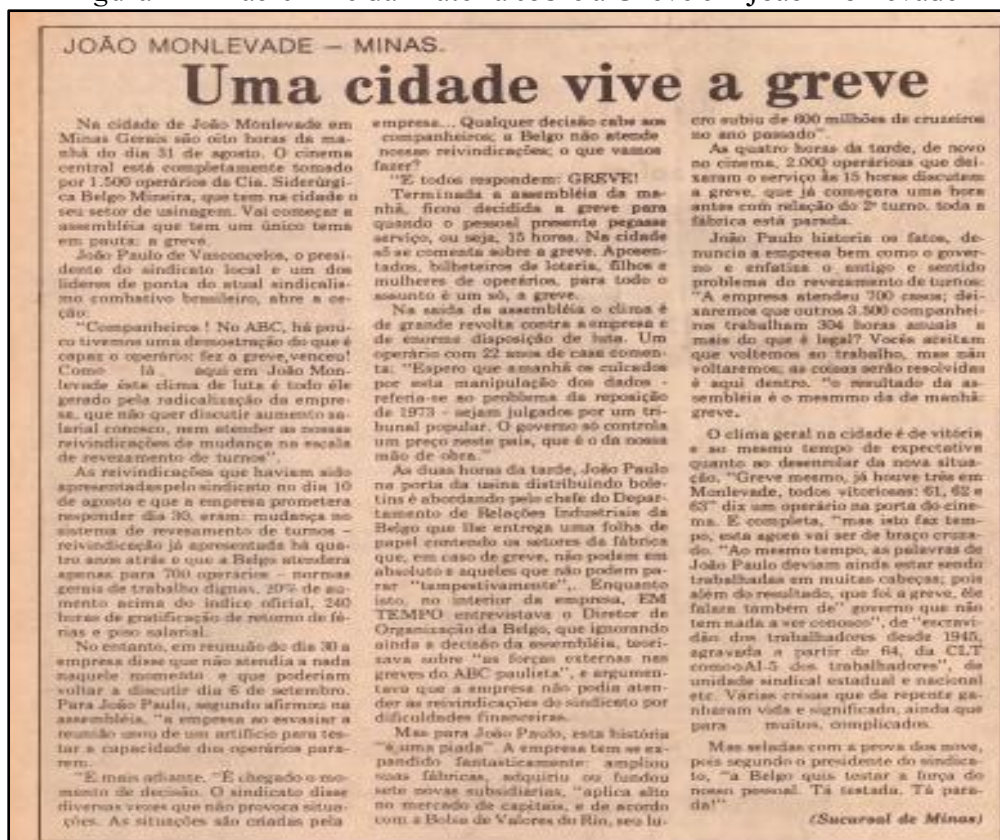 JOÃO MONLEVADE – MINAS.
Uma cidade vive a greve
Na cidade de João Monlevade em
Minas Gerais são oito horas da ma-
nhã do dia 31 de agosto. O cinema
central está completamente tomado
por 1.500 operários da Cia. Siderúrgi-
ca Belgo Mineira, que tem na cidade o
seu setor de usinagem. Vai começar a
assembléia que tem um único tema
em pauta: a greve.
João Paulo de Vasconcelos, o presi-
dente do sindicato local e um dos
líderes de ponta do atual sindicalis-
mo combativo brasileiro, abre a ce-
ção:
"Companheiros ! No ABC, há pou-
co tivemos uma demostração do que é
capaz o operário: fez a greve,venceu!
Como lá aqui em João Mon-
levade êste clima de luta é todo êle
gerado pela radicalização da empre-
sa, que não quer discutir aumento sa-
larial conosco, nem atender as nossas
reivindicações de mudança na escala
de revezamento de turnos".
As reivindicações que haviam sido
apresentadaspelo sindicato no dia 10
de agosto e que a empresa prometera
responder dia 30, eram: mudança no
sistema de revesamento de turnos -
reivindicação já apresentada há qua-
tro anos atrás e que a Belgo atendera
apenas para 700 operários - normas
gerais de trabalho dignas, 20% de au-
mento acima do índice oficial, 240
horas de gratificação de retorno de fé-
rias e piso salarial.
No entanto, em reunuão do dia 30 a
empresa disse que não atendia a nada
naquele momento e que poderiam
voltar a discutir dia 6 de setembro.
Para João Paulo, segundo afirmou na
assembléia, "a empresa ao esvasiar a
reunião usou de um artifício para tes-
tar a capacidade dos operários para-
rem.
"E mais adiante, "É chegado o mo-
mento de decisão. O sindicato disse
diversas vezes que não provoca situa-
ções. As situações são criadas pela
empresa... Qualquer decisão cabe aos
companheiros; a Belgo não atende
nossas reivindicações; o que vamos
fazer?
"E todos respondem: GREVE!
Terminada a assembléia da ma-
nhã, ficou decidida a greve para
quando o pessoal presente pegasse
serviço, ou seja, 15 horas. Na cidade
só se comenta sobre a greve. Aposen-
tados, bilheteiros de loteria, filhos e
mulheres de operários, para todo o
assunto é um só, a greve.
Na saída da assembléia o clima é
de grande revolta contra a empresa e
de enorme disposição de luta. Um
operário com 22 anos de casa comen-
ta: "Espero que amanhã os culcados
por esta manipulação dos dados -
referia-se ao problema da reposição
de 1973 - sejam julgados por um tri-
bunal popular. O governo só controla
um preço neste país, que é o da nossa
mão de obra."
As duas horas da tarde, João Paulo
na porta da usina distribuindo bole-
tins é abordando pelo chefe do Depar-
tamento de Relações Industriais da
Belgo que lhe entrega uma folha de
papel contendo os setores da fábrica
que, em caso de greve, não podem em
absoluto e aqueles que não podem pa-
rar "tempestivamente". Enquanto
isto, no interior da empresa, EM
TEMPO entrevistava o Diretor de
Organização da Belgo, que ignorando
ainda a decisão da assembléia, teori-
zava sobre "as forças externas nas
greves do ABC paulista", e argumen-
tava que a empresa não podia aten-
der as reivindicações do sindicato por
dificuldades financeiras.
Mas para João Paulo, esta história
"é uma piada". A empresa tem se ex-
pandido fantasticamente: ampliou
suas fábricas, adquiriu ou fundou
sete novas subsidiárias, "aplica alto
no mercado de capitais, e de acordo
com a Bolsa de Valores do Rio, seu lu-
cro subiu de 600 milhões de cruzeiros
no ano passado".
As quatro horas da tarde, de novo
no cinema, 2.000 operárioas que dei-
xaram o serviço às 15 horas discutem
a greve, que já começara uma hora
antes com relação do 2º turno. toda a
fábrica está parada.
João Paulo historia os fatos, de-
nuncia a empresa bem como o gover-
no e enfatiza o antigo e sentido
problema do revezamento de turnos:
"A empresa atendeu 700 casos; dei-
xaremos que outros 3.500 companhei-
ros trabalham 304 horas anuais a
mais do que é legal? Vocês aceitam
que voltemos ao trabalho, mas não
voltaremos; as coisas serão resolvidas
é aqui dentro. "o resultado da as-
sembléia é o mesmmo da de manhã:
greve.
O clima geral na cidade é de vitória
e ao mesmo tempo de expectativa
quanto ao desenrolar da nova situa-
ção. "Greve mesmo, já houve três em
Monlevade, todos vitoriosas: 61, 62 e
63" diz um operário na porta do cine-
ma. E completa, "mas isto faz tem-
po, esta agora vai ser de braço cruza-
do. "Ao mesmo tempo, as palavras de
João Paulo deviam ainda estar sendo
trabalhadas em muitas cabeças; pois
além do resultado, que foi a greve, êle
falara também de" governo que não
tem nada a ver conosco", de "escravi-
dão dos trabalhadores desde 1945,
agravada a partir de 64, da CLT
comooAI-5 dos trabalhadores", de
unidade sindical estadual e nacional
etc. Várias coisas que de repente ga-
nharam vida e significado, ainda que
para muitos, complicados.
Mas seladas com a prova dos nove,
pois segundo o presidente do sindica-
to, "a Belgo quis testar a força do
nosso pessoal. Tá testada. Tá para-
da!"
(Sucursal de Minas)